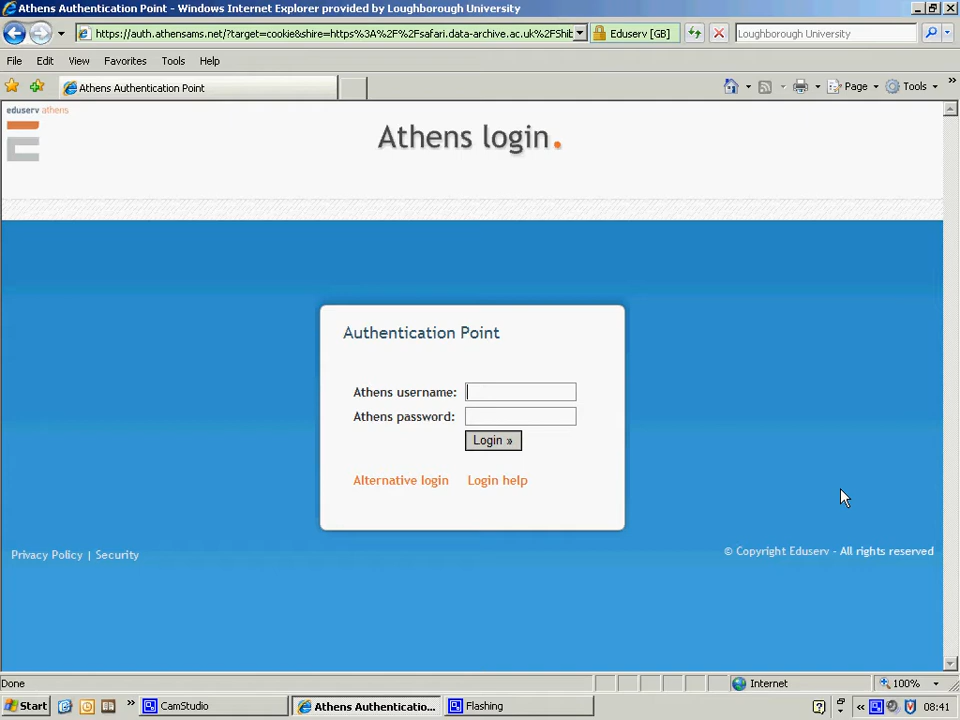 Athens Authentication Point - Windows Internet Explorer provided by Loughborough University
https://auth.athensams.net/?target=cookie&shire=https%3A%2F%2Fsafari.data-archive.ac.uk%2FShib
Eduserv [GB]
Loughborough University
File Edit View Favorites Tools Help
Athens Authentication Point
Page Tools
eduserv athens
Athens login.
Authentication Point
Athens username:
Athens password:
Login »
Alternative login Login help
Privacy Policy | Security
© Copyright Eduserv - All rights reserved
Done
Internet
100%
Start
CamStudio
Athens Authenticatio...
Flashing
08:41